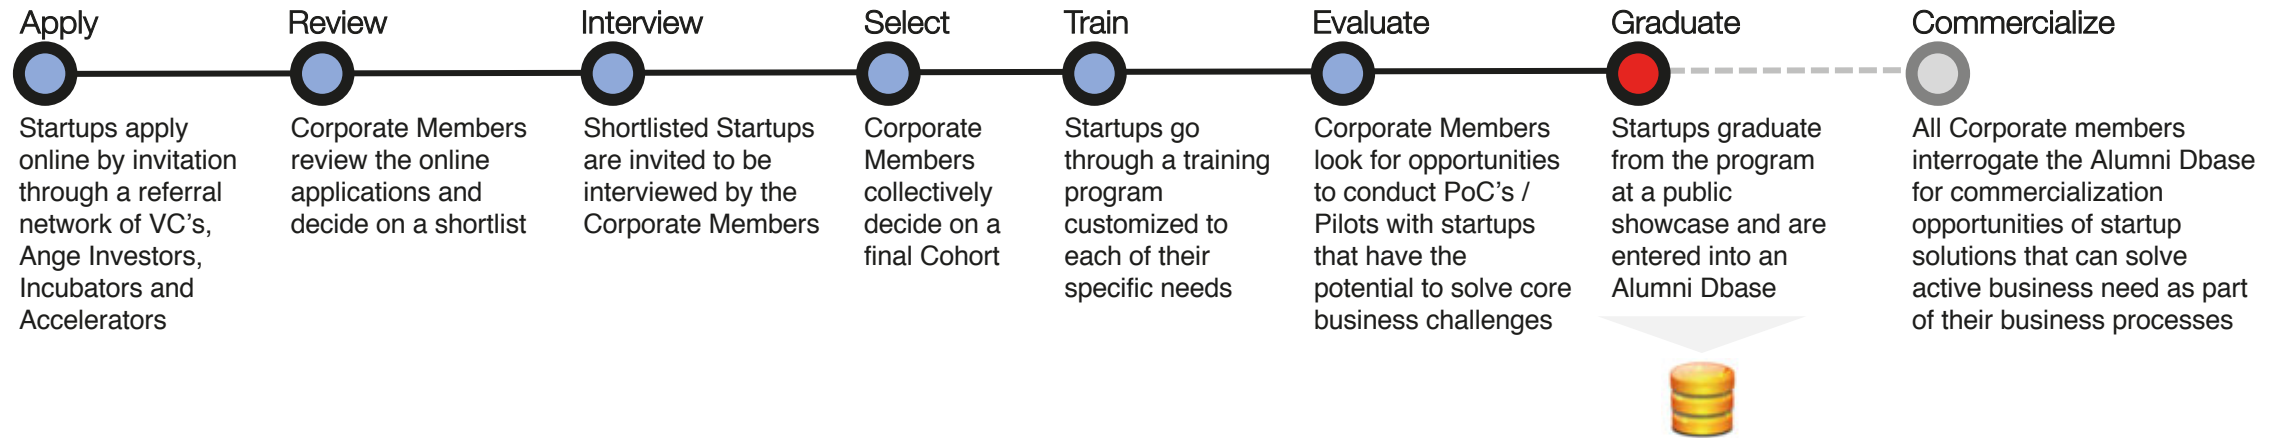 Apply
Startups apply
online by invitation
through a referral
network of VC's,
Ange Investors,
Incubators and
Accelerators
Review
Corporate Members
review the online
applications and
decide on a shortlist
Interview
Shortlisted Startups
are invited to be
interviewed by the
Corporate Members
Select
Corporate
Members
collectively
decide on a
final Cohort
Train
Startups go
through a training
program
customized to
each of their
specific needs
Evaluate
Corporate Members
look for opportunities
to conduct PoC's /
Pilots with startups
that have the
potential to solve core
business challenges
Graduate
Startups graduate
from the program
at a public
showcase and are
entered into an
Alumni Dbase
Commercialize
All Corporate members
interrogate the Alumni Dbase
for commercialization
opportunities of startup
solutions that can solve
active business need as part
of their business processes